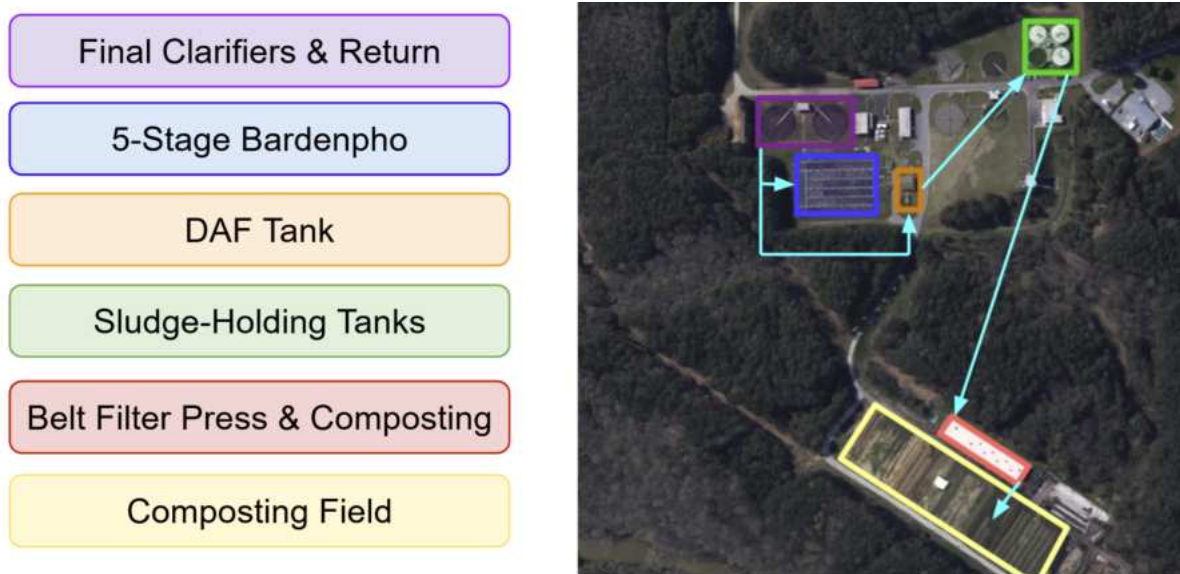 Final Clarifiers & Return
5-Stage Bardenpho
DAF Tank
Sludge-Holding Tanks
Belt Filter Press & Composting
Composting Field